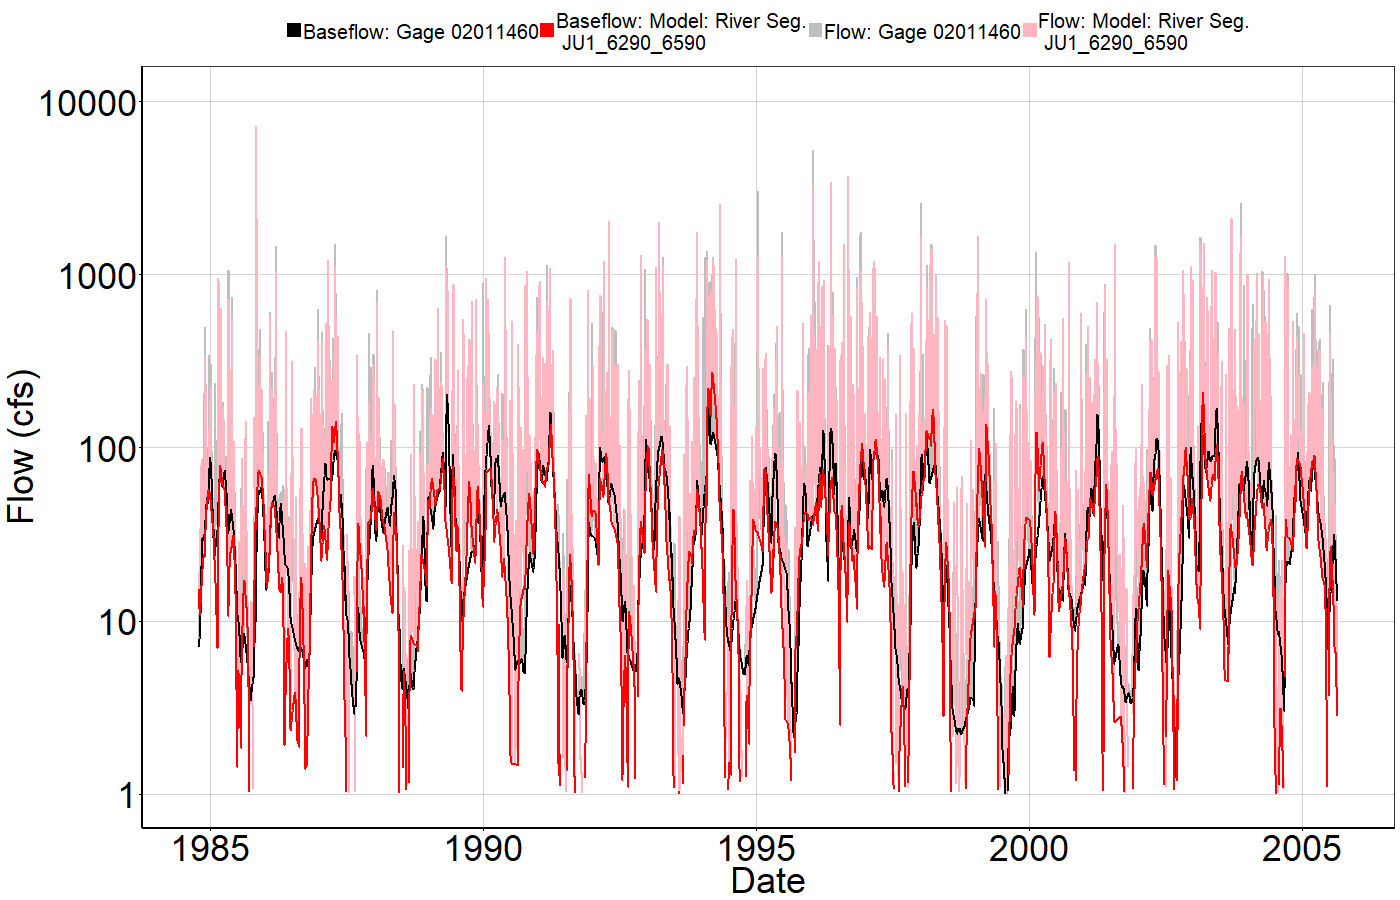 Baseflow: Gage 02011460
Baseflow: Model: River Seg.
JU1_6290_6590
Flow: Gage 02011460
Flow: Model: River Seg.
JU1_6290_6590
10000
1000
100
10
1
Flow (cfs)
1985
1990
1995
2000
2005
Date